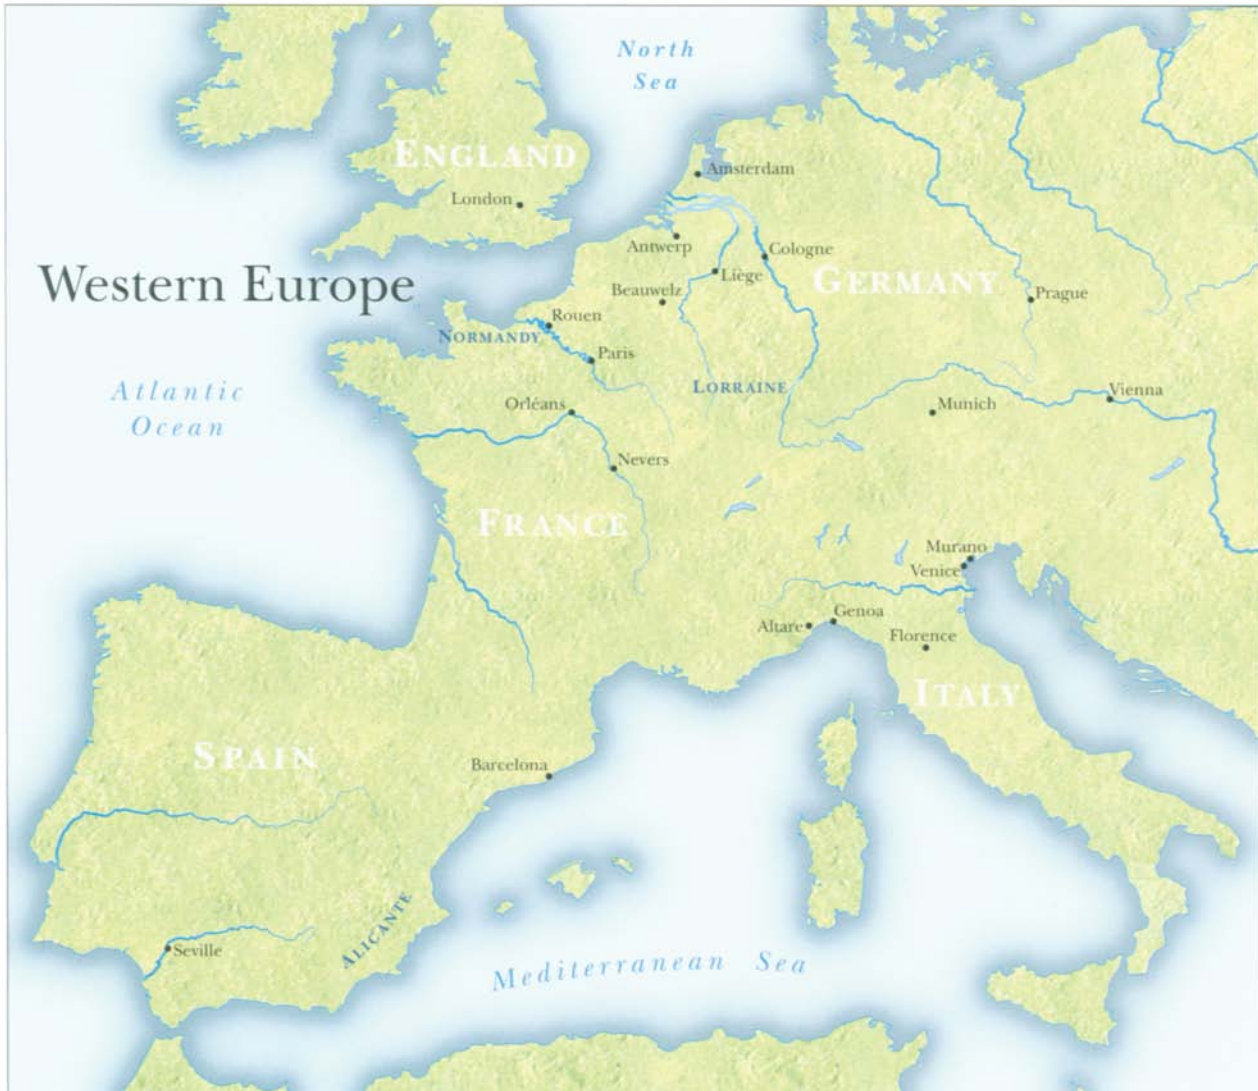 North
Sea
ENGLAND
Amsterdam
London
Antwerp
Cologne
Western Europe
Liège
GERMANY
Beauwelz
Prague
Rouen
NORMANDY
Paris
LORRAINE
Atlantic
Ocean
Orléans
Munich
Vienna
Nevers
FRANCE
Murano
Venice
Genoa
Altare
Florence
ITALY
SPAIN
Barcelona
ALICANTE
Seville
Mediterranean Sea